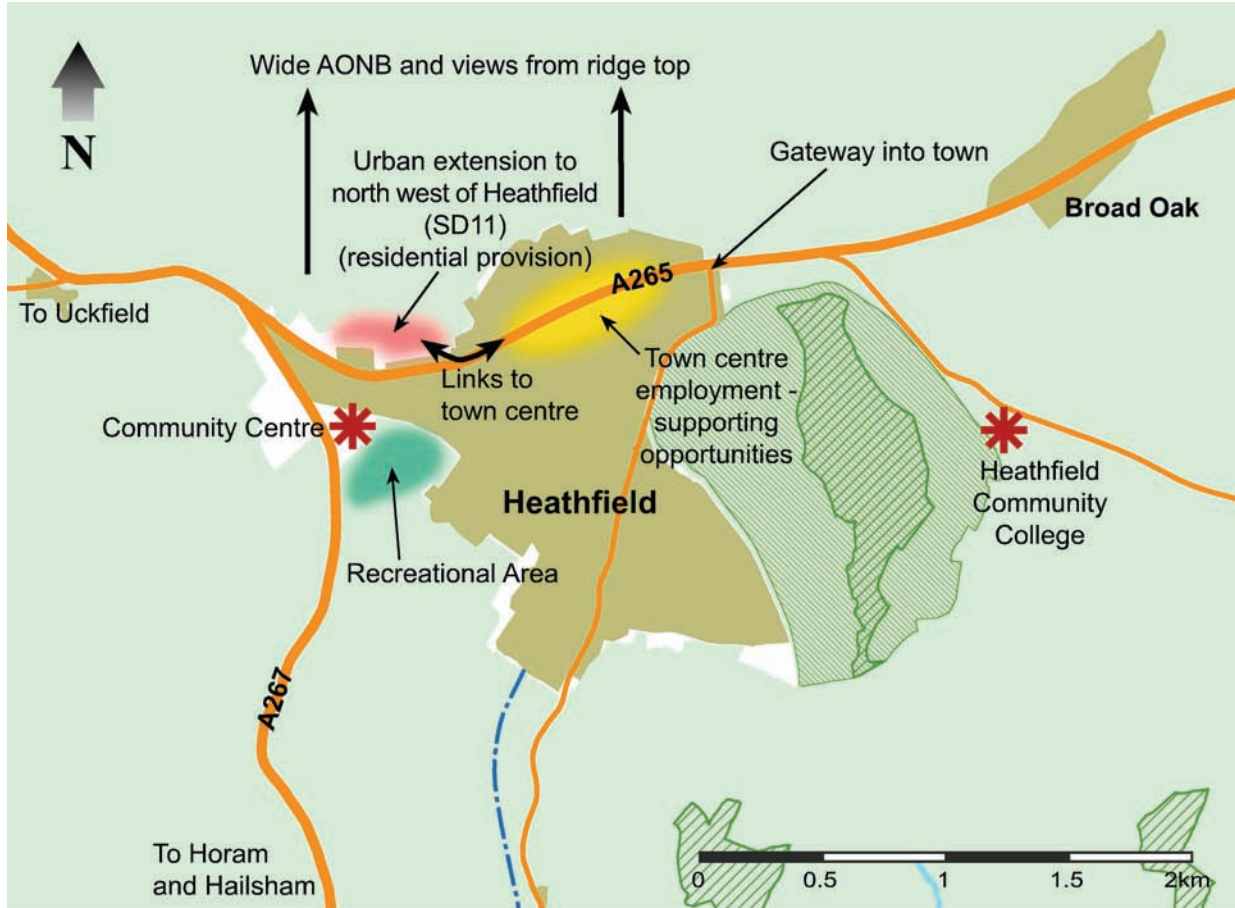 Wide AONB and views from ridge top
N
Urban extension to
north west of Heathfield
(SD11)
(residential provision)
Gateway into town
Broad Oak
A265
To Uckfield
Links to
town centre
Town centre
employment -
supporting
opportunities
Community Centre
Heathfield
Community
College
Heathfield
Recreational Area
A267
To Horam
and Hailsham
0
0.5
1
1.5
2km